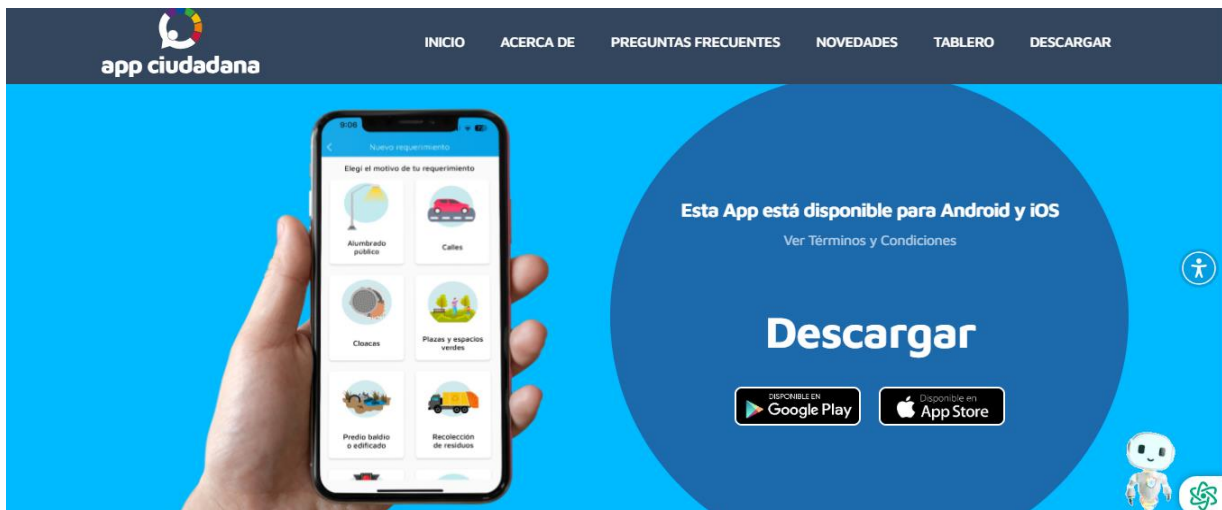 app ciudadana
INICIO ACERCA DE PREGUNTAS FRECUENTES NOVEDADES TABLERO DESCARGAR
9:06
Nuevo requerimiento
Elegí el motivo de tu requerimiento
Alumbrado
público
Calles
Cloacas
Plazas y espacios
verdes
Predio baldío
o edificado
Recolección
de residuos
Esta App está disponible para Android y iOS
Ver Términos y Condiciones
Descargar
DISPONIBLE EN
Google Play
Disponible en
App Store